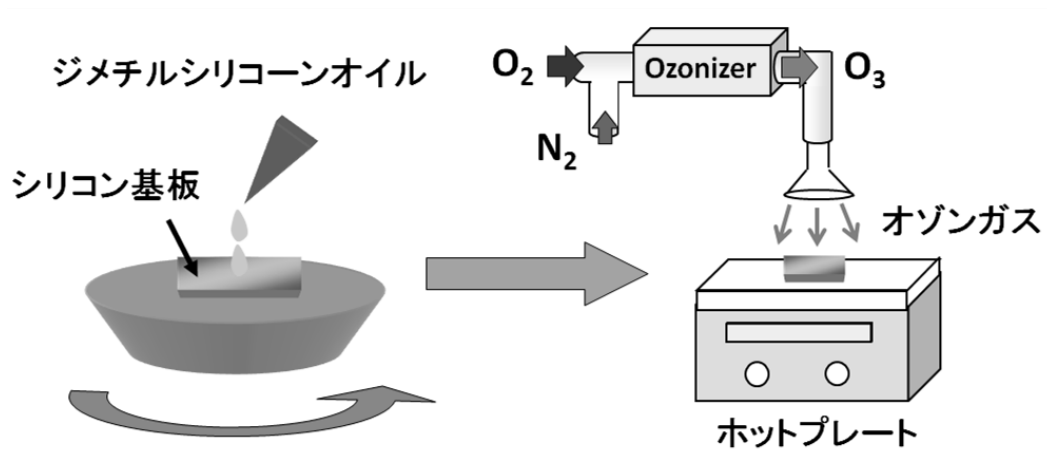 ジメチルシリコーンオイル
シリコン基板
O2
Ozonizer
O3
N2
オゾンガス
ホットプレート